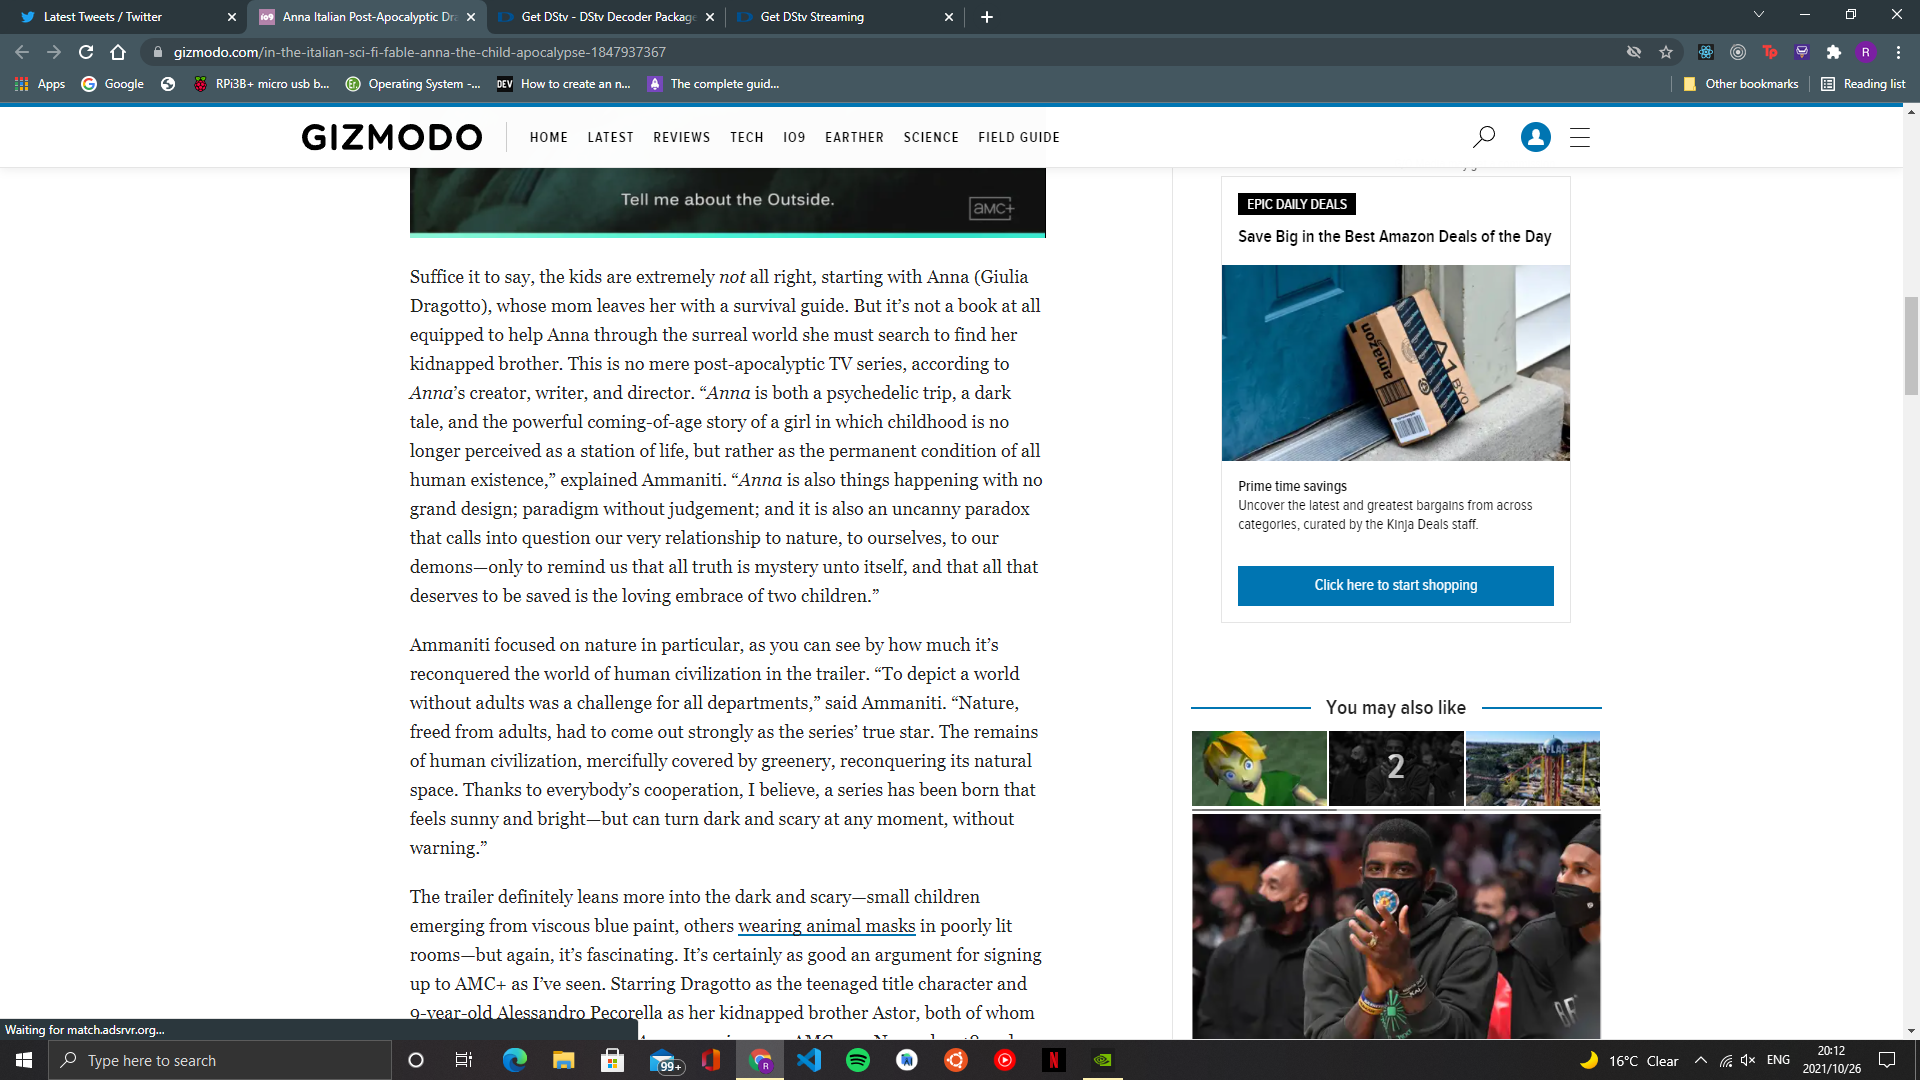 Latest Tweets / Twitter
io9 Anna Italian Post-Apocalyptic Dra
Get DStv - DStv Decoder Package
Get DStv Streaming
gizmodo.com/in-the-italian-sci-fi-fable-anna-the-child-apocalypse-1847937367
Tp
R
Apps
Google
RPi3B+ micro usb b...
Operating System -...
DEV How to create an n...
The complete guid...
Other bookmarks
Reading list
GIZMODO
HOME LATEST REVIEWS TECH IO9 EARTHER SCIENCE FIELD GUIDE
Tell me about the Outside.
aMC+
Suffice it to say, the kids are extremely not all right, starting with Anna (Giulia
Dragotto), whose mom leaves her with a survival guide. But it’s not a book at all
equipped to help Anna through the surreal world she must search to find her
kidnapped brother. This is no mere post-apocalyptic TV series, according to
Anna’s creator, writer, and director. “Anna is both a psychedelic trip, a dark
tale, and the powerful coming-of-age story of a girl in which childhood is no
longer perceived as a station of life, but rather as the permanent condition of all
human existence,” explained Ammaniti. “Anna is also things happening with no
grand design; paradigm without judgement; and it is also an uncanny paradox
that calls into question our very relationship to nature, to ourselves, to our
demons—only to remind us that all truth is mystery unto itself, and that all that
deserves to be saved is the loving embrace of two children.”
Ammaniti focused on nature in particular, as you can see by how much it’s
reconquered the world of human civilization in the trailer. “To depict a world
without adults was a challenge for all departments,” said Ammaniti. “Nature,
freed from adults, had to come out strongly as the series’ true star. The remains
of human civilization, mercifully covered by greenery, reconquering its natural
space. Thanks to everybody’s cooperation, I believe, a series has been born that
feels sunny and bright—but can turn dark and scary at any moment, without
warning.”
The trailer definitely leans more into the dark and scary—small children
emerging from viscous blue paint, others wearing animal masks in poorly lit
rooms—but again, it’s fascinating. It’s certainly as good an argument for signing
up to AMC+ as I’ve seen. Starring Dragotto as the teenaged title character and
9-year-old Alessandro Pecorella as her kidnapped brother Astor, both of whom
EPIC DAILY DEALS
Save Big in the Best Amazon Deals of the Day
amazon
Prime time savings
Uncover the latest and greatest bargains from across
categories, curated by the Kinja Deals staff.
Click here to start shopping
You may also like
2
Waiting for match.adsrvr.org...
Type here to search
99+
R
N
16°C Clear
ENG
20:12
2021/10/26